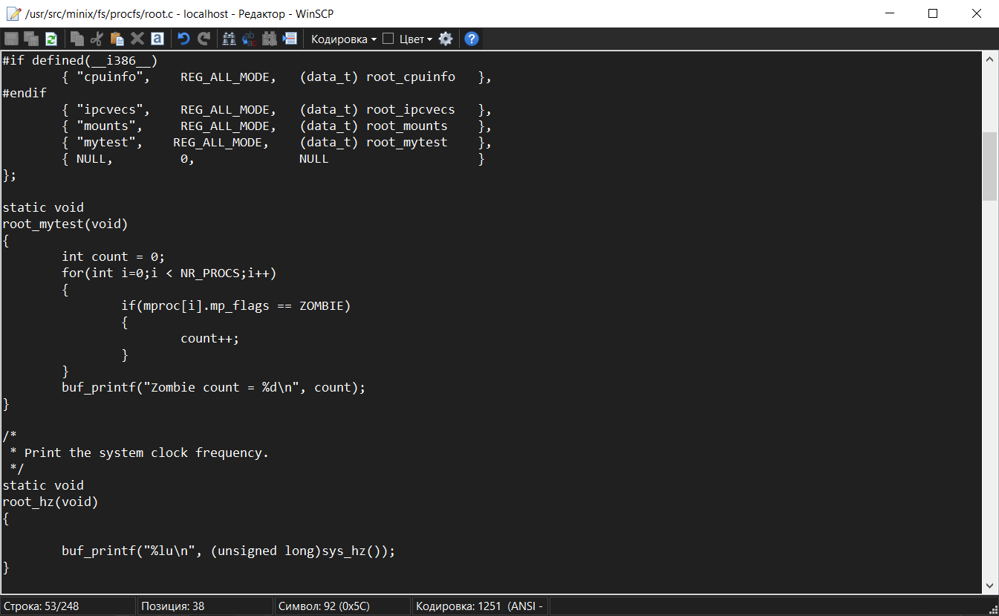 /usr/src/minix/fs/procfs/root.c - localhost - Редактор - WinSCP
Кодировка Цвет
#if defined(__i386__)
        { "cpuinfo",    REG_ALL_MODE,   (data_t) root_cpuinfo   },
#endif
        { "ipcvecs",    REG_ALL_MODE,   (data_t) root_ipcvecs   },
        { "mounts",     REG_ALL_MODE,   (data_t) root_mounts    },
        { "mytest",    REG_ALL_MODE,    (data_t) root_mytest    },
        { NULL,         0,              NULL                    }
};

static void
root_mytest(void)
{
        int count = 0;
        for(int i=0;i < NR_PROCS;i++)
        {
                if(mproc[i].mp_flags == ZOMBIE)
                {
                        count++;
                }
        }
        buf_printf("Zombie count = %d\n", count);
}

/*
 * Print the system clock frequency.
 */
static void
root_hz(void)
{

        buf_printf("%lu\n", (unsigned long)sys_hz());
}
Строка: 53/248 Позиция: 38 Символ: 92 (0x5C) Кодировка: 1251 (ANSI -